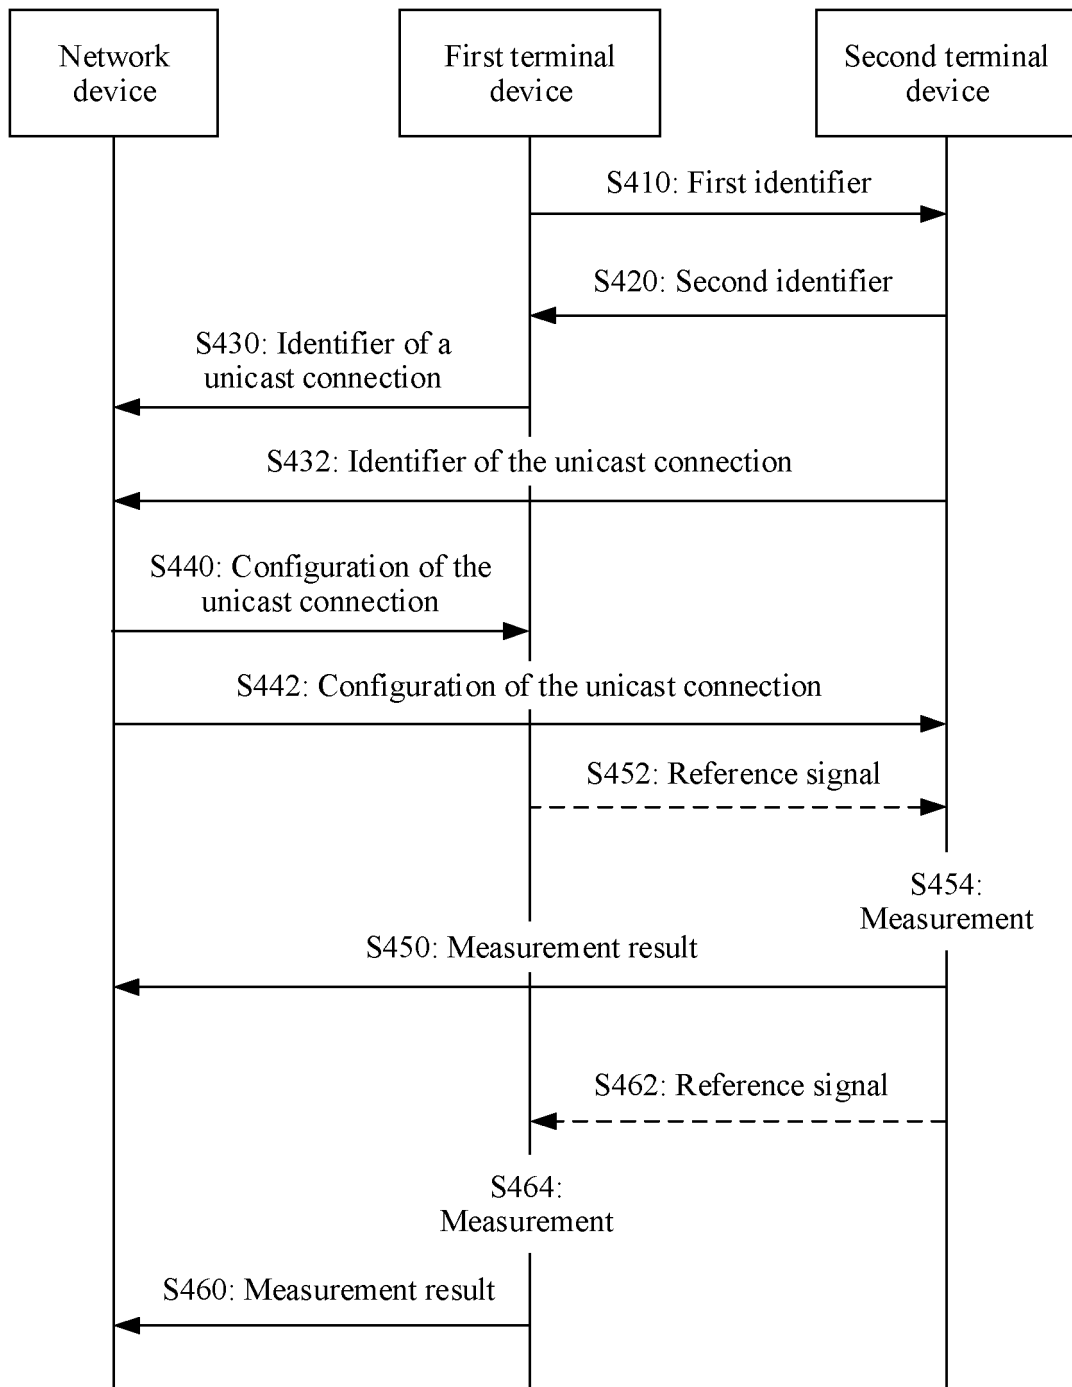 Network
device
First terminal
device
Second terminal
device
S410: First identifier
S420: Second identifier
S430: Identifier of a
unicast connection
S432: Identifier of the unicast connection
S440: Configuration of the
unicast connection
S442: Configuration of the unicast connection
S452: Reference signal
S454:
Measurement
S450: Measurement result
S462: Reference signal
S464:
Measurement
S460: Measurement result